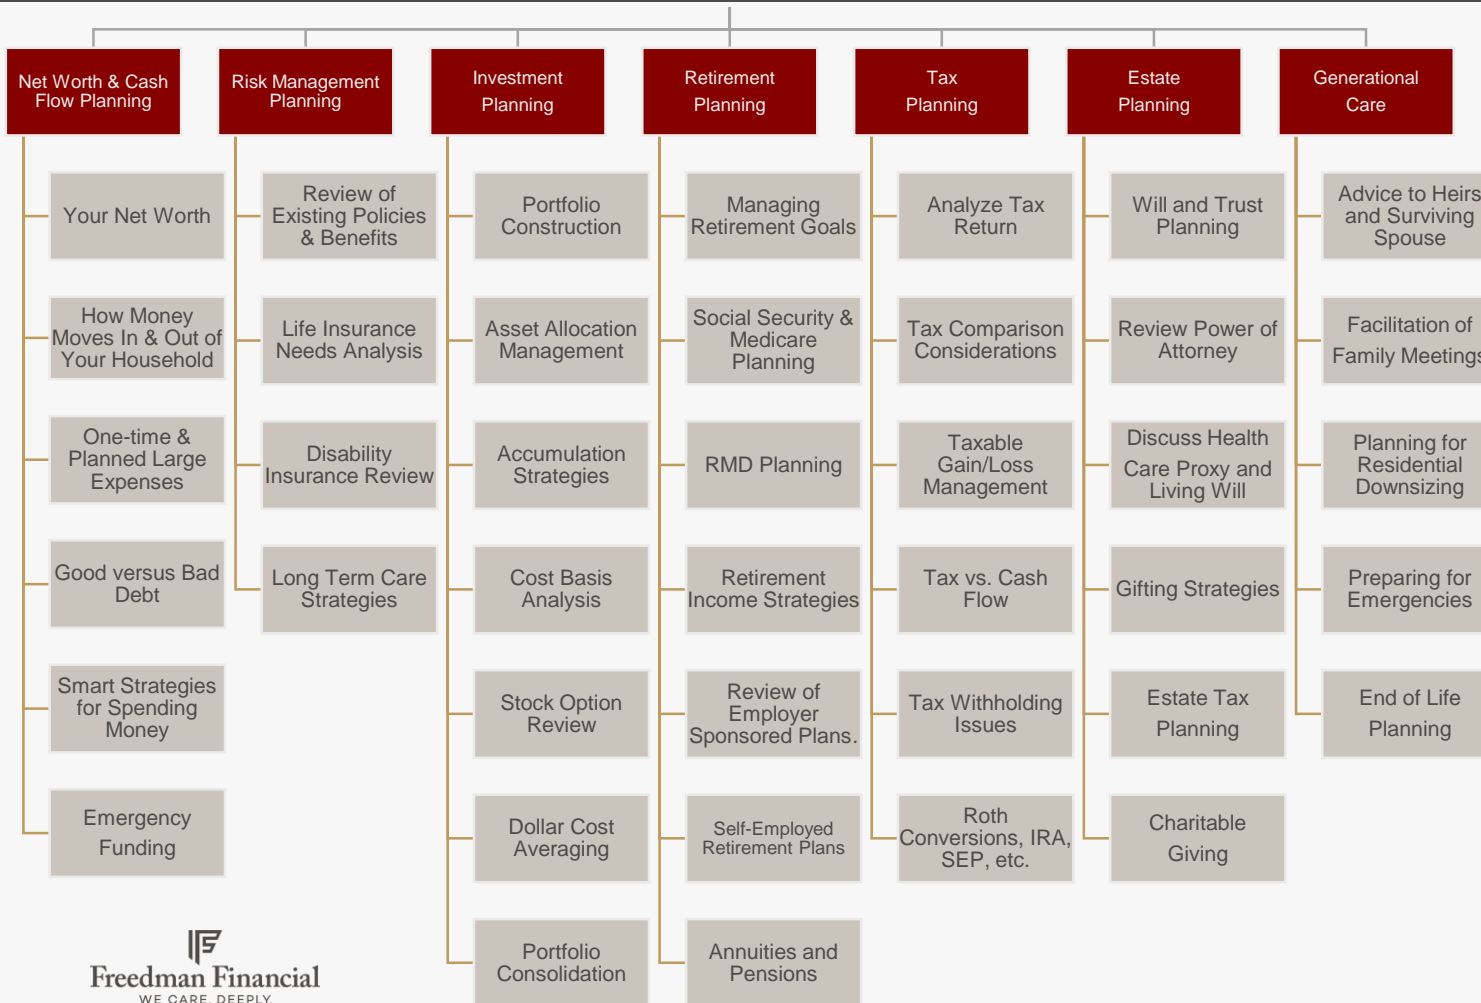 Net Worth & Cash
Flow Planning
Your Net Worth
How Money
Moves In & Out of
Your Household
One-time &
Planned Large
Expenses
Good versus Bad
Debt
Smart Strategies
for Spending
Money
Emergency
Funding
Risk Management
Planning
Review of
Existing Policies
& Benefits
Life Insurance
Needs Analysis
Disability
Insurance Review
Long Term Care
Strategies
Investment
Planning
Portfolio
Construction
Asset Allocation
Management
Accumulation
Strategies
Cost Basis
Analysis
Stock Option
Review
Dollar Cost
Averaging
Portfolio
Consolidation
Retirement
Planning
Managing
Retirement Goals
Social Security &
Medicare
Planning
RMD Planning
Retirement
Income Strategies
Review of
Employer
Sponsored Plans.
Self-Employed
Retirement Plans
Annuities and
Pensions
Tax
Planning
Analyze Tax
Return
Tax Comparison
Considerations
Taxable
Gain/Loss
Management
Tax vs. Cash
Flow
Tax Withholding
Issues
Roth
Conversions, IRA,
SEP, etc.
Estate
Planning
Will and Trust
Planning
Review Power of
Attorney
Discuss Health
Care Proxy and
Living Will
Gifting Strategies
Estate Tax
Planning
Charitable
Giving
Generational
Care
Advice to Heirs
and Surviving
Spouse
Facilitation of
Family Meetings
Planning for
Residential
Downsizing
Preparing for
Emergencies
End of Life
Planning
Freedman Financial
WE CARE. DEEPLY.